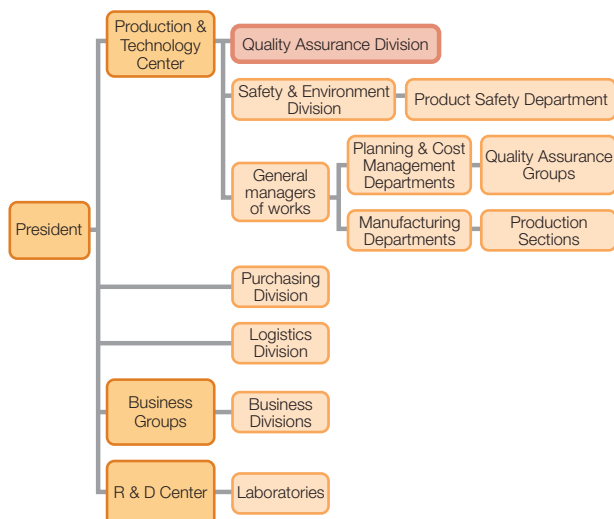 Production &
Technology
Center
Quality Assurance Division
Safety & Environment
Division
Product Safety Department
General
managers
of works
Planning & Cost
Management
Departments
Quality Assurance
Groups
Manufacturing
Departments
Production
Sections
President
Purchasing
Division
Logistics
Division
Business
Groups
Business
Divisions
R & D Center
Laboratories